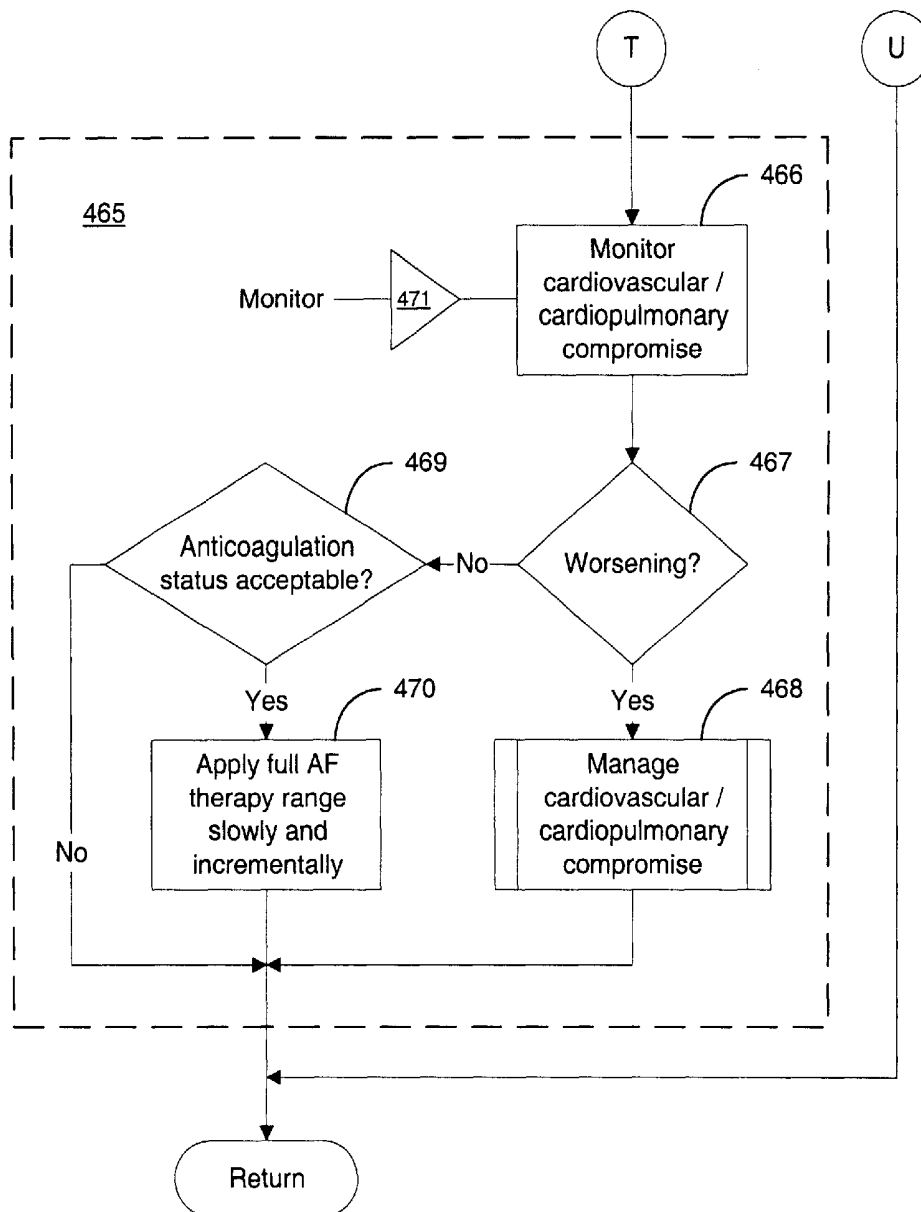 T
U
465
466
Monitor
cardiovascular /
cardiopulmonary
compromise
Monitor
471
469
467
Anticoagulation
status acceptable?
No
Worsening?
Yes
470
Yes
468
Apply full AF
therapy range
slowly and
incrementally
Manage
cardiovascular /
cardiopulmonary
compromise
No
Return